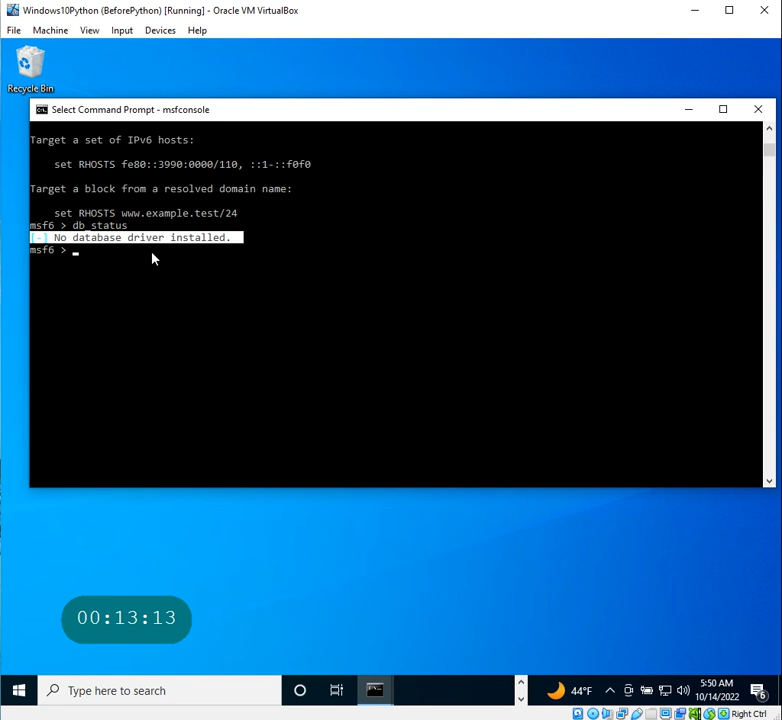 Windows10Python (BeforePython) [Running] - Oracle VM VirtualBox
File Machine View Input Devices Help
Recycle Bin
Select Command Prompt - msfconsole
Target a set of IPv6 hosts:
set RHOSTS fe80::3990:0000/110, ::1-::f0f0
Target a block from a resolved domain name:
set RHOSTS www.example.test/24
msf6 > db_status
[-] No database driver installed.
msf6 >
00:13:13
Type here to search
44°F
5:50 AM
10/14/2022
6
Right Ctrl